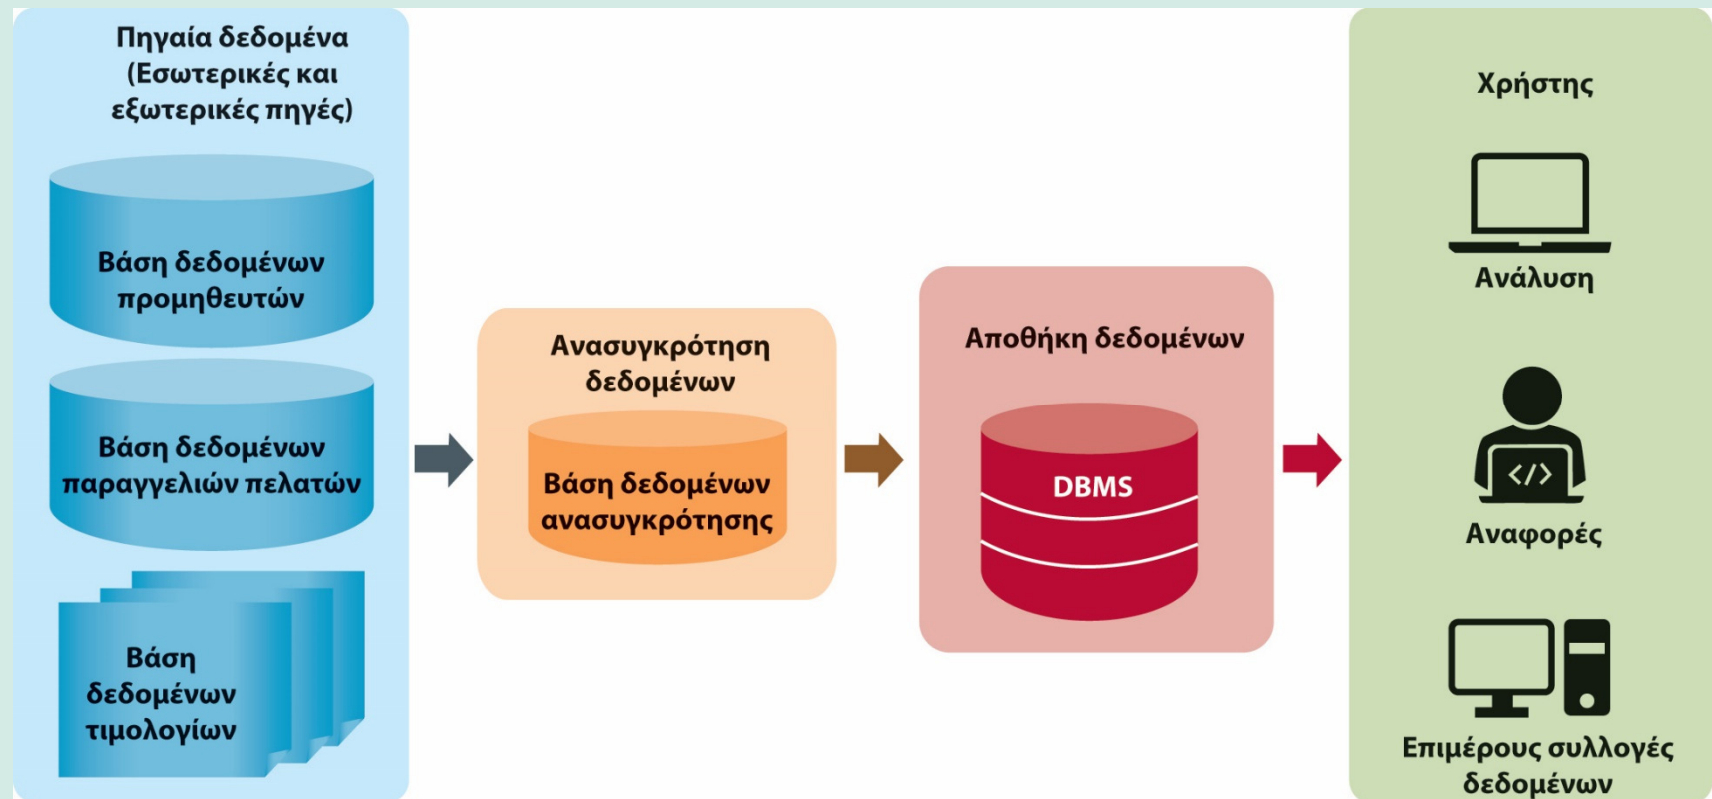 Πηγαία δεδομένα
(Εσωτερικές και
εξωτερικές πηγές)
Βάση δεδομένων
προμηθευτών
Βάση δεδομένων
παραγγελιών πελατών
Βάση
δεδομένων
τιμολογίων
Ανασυγκρότηση
δεδομένων
Βάση δεδομένων
ανασυγκρότησης
Αποθήκη δεδομένων
DBMS
Χρήστης
Ανάλυση
</>
Αναφορές
Επιμέρους συλλογές
δεδομένων